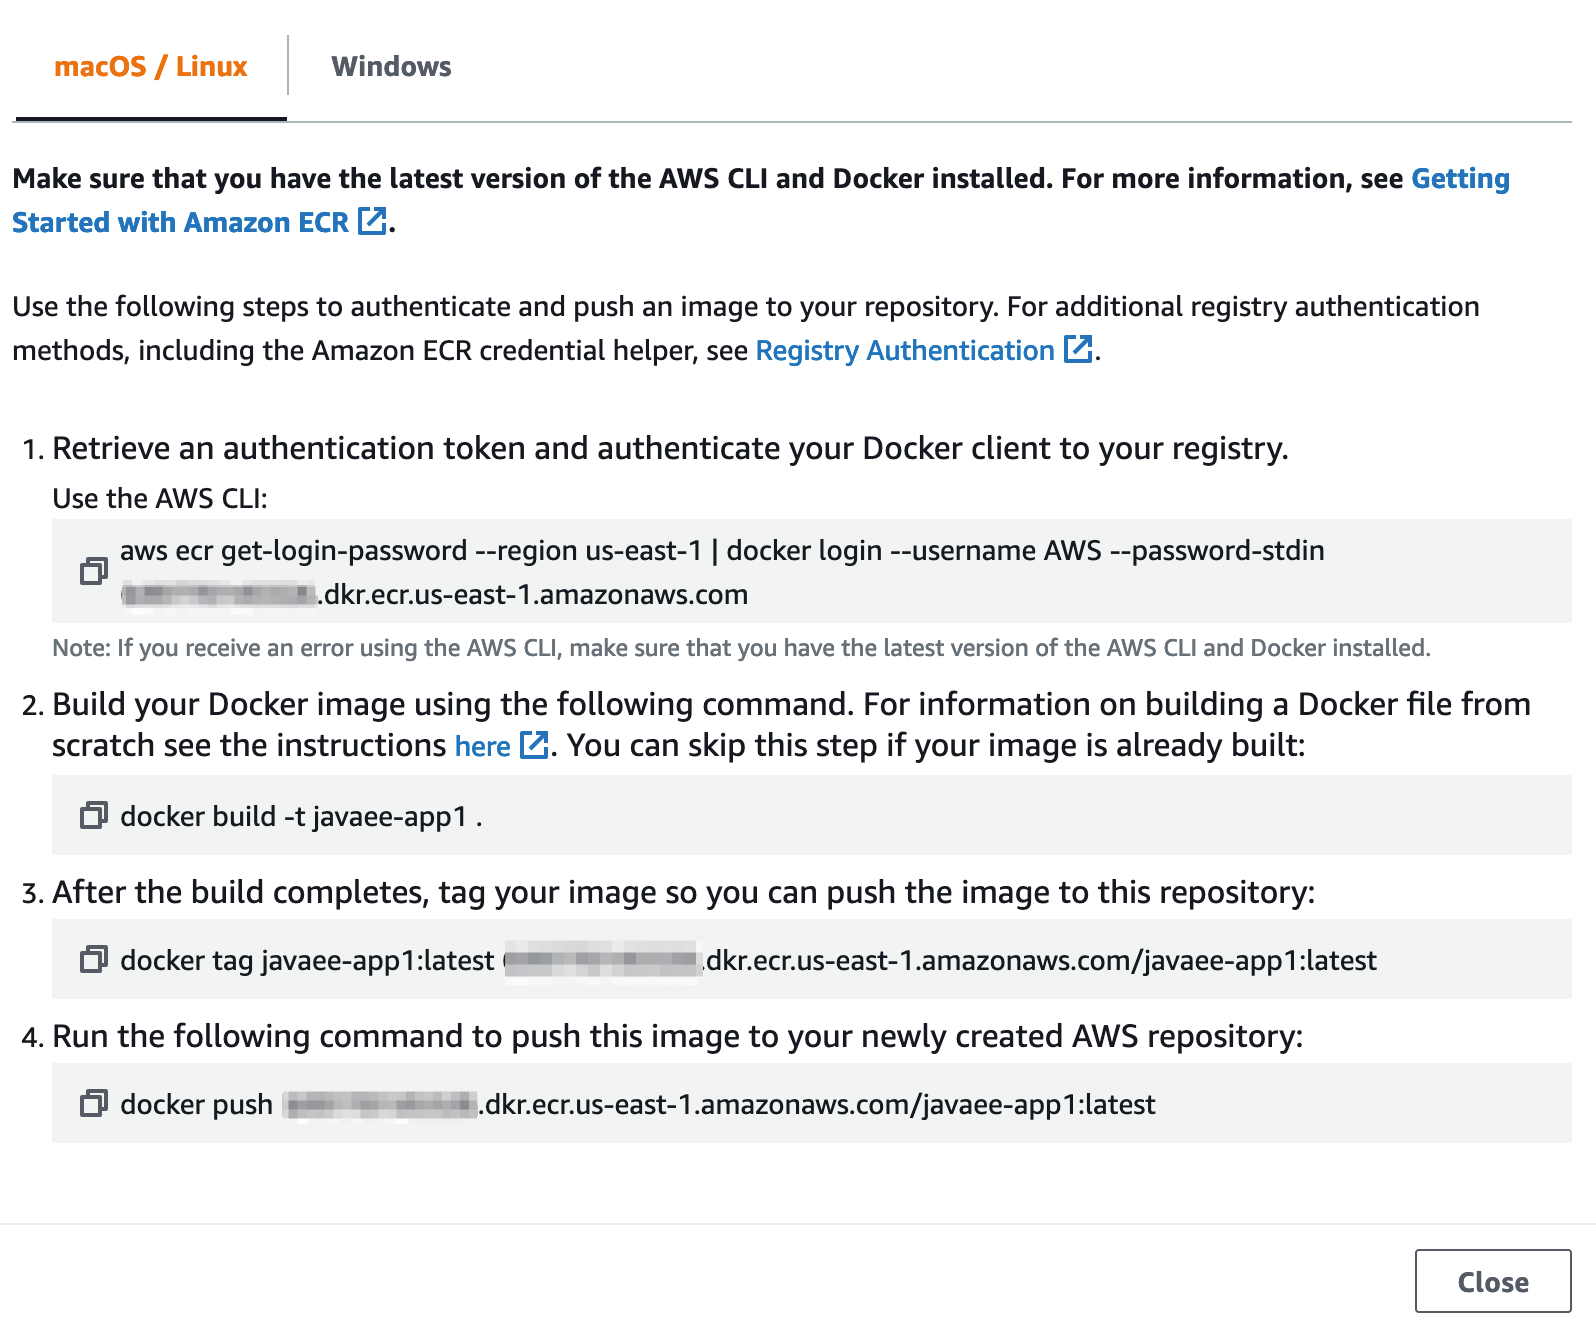 macOS / Linux
Windows
Make sure that you have the latest version of the AWS CLI and Docker installed. For more information, see Getting
Started with Amazon ECR.
Use the following steps to authenticate and push an image to your repository. For additional registry authentication
methods, including the Amazon ECR credential helper, see Registry Authentication.
1. Retrieve an authentication token and authenticate your Docker client to your registry.
Use the AWS CLI:
aws ecr get-login-password --region us-east-1 | docker login --username AWS --password-stdin
.dkr.ecr.us-east-1.amazonaws.com
Note: If you receive an error using the AWS CLI, make sure that you have the latest version of the AWS CLI and Docker installed.
2. Build your Docker image using the following command. For information on building a Docker file from
scratch see the instructions here. You can skip this step if your image is already built:
docker build -t javaee-app1 .
3. After the build completes, tag your image so you can push the image to this repository:
docker tag javaee-app1:latest .dkr.ecr.us-east-1.amazonaws.com/javaee-app1:latest
4. Run the following command to push this image to your newly created AWS repository:
docker push .dkr.ecr.us-east-1.amazonaws.com/javaee-app1:latest
Close